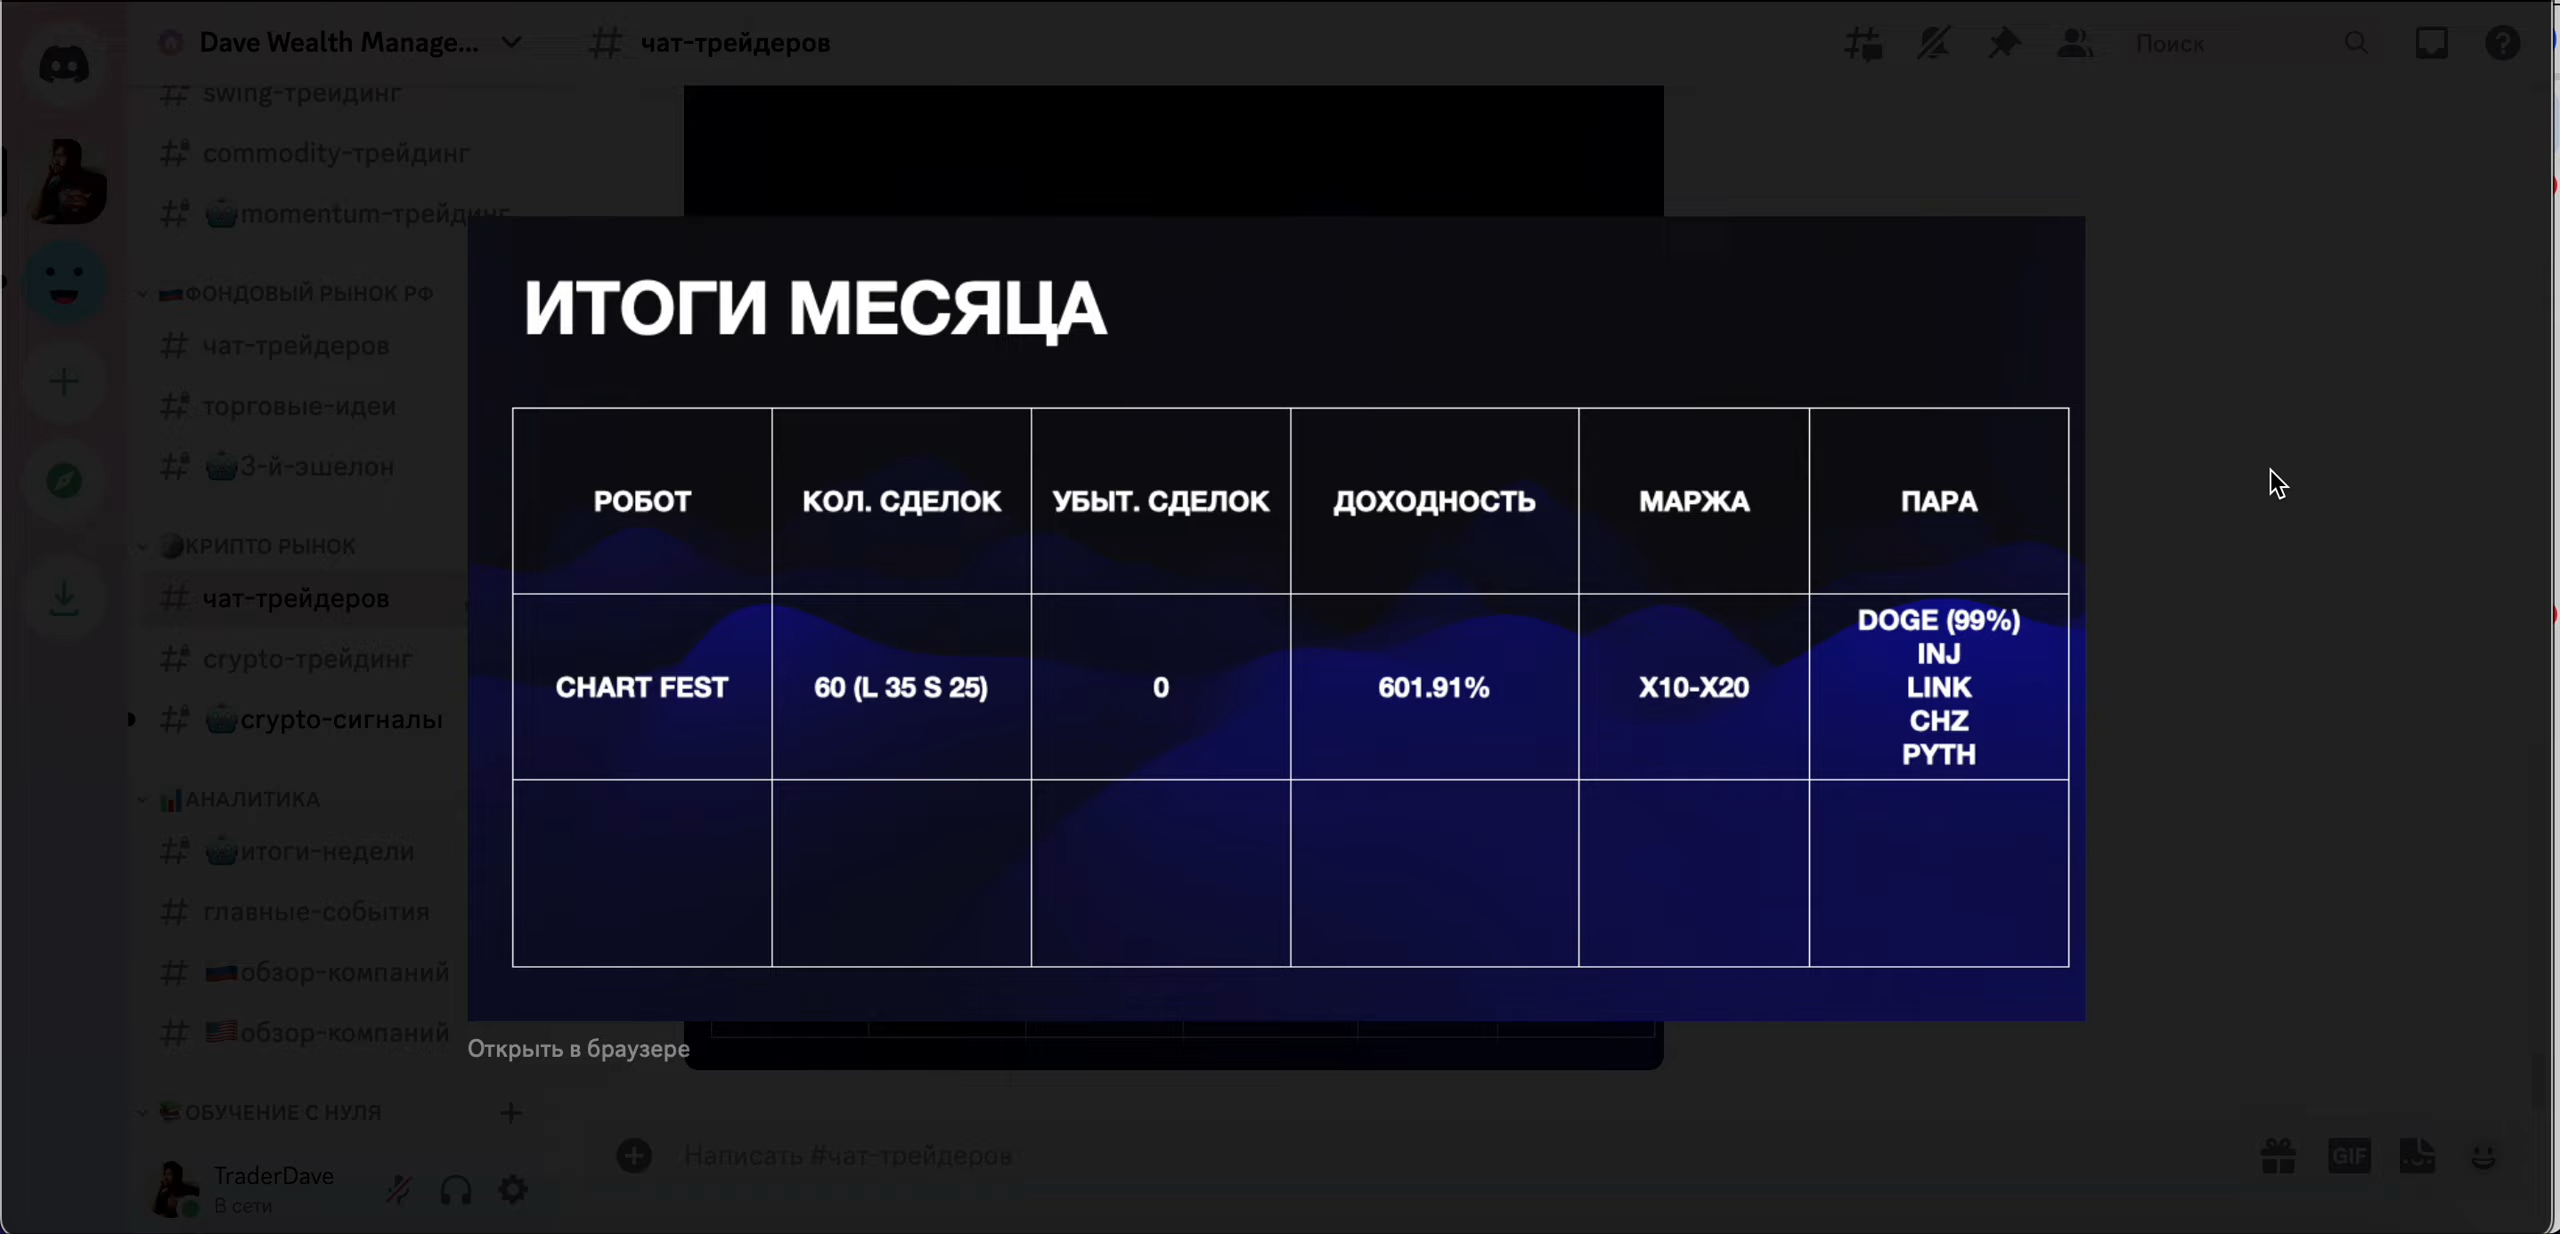 Dave Wealth Manage...
чат-трейдеров
Поиск
swing-трейдинг
commodity-трейдинг
momentum-трейдинг
ФОНДОВЫЙ РЫНОК РФ
чат-трейдеров
торговые-идеи
3-й-эшелон
КРИПТО РЫНОК
чат-трейдеров
crypto-трейдинг
crypto-сигналы
АНАЛИТИКА
итоги-недели
главные-события
обзор-компаний
обзор-компаний
ОБУЧЕНИЕ С НУЛЯ
TraderDave
В сети
ИТОГИ МЕСЯЦА
РОБОТ
КОЛ. СДЕЛОК
УБЫТ. СДЕЛОК
ДОХОДНОСТЬ
МАРЖА
ПАРА
CHART FEST
60 (L 35 S 25)
0
601.91%
X10-X20
DOGE (99%)
INJ
LINK
CHZ
PYTH
Открыть в браузере
Написать #чат-трейдеров
GIF